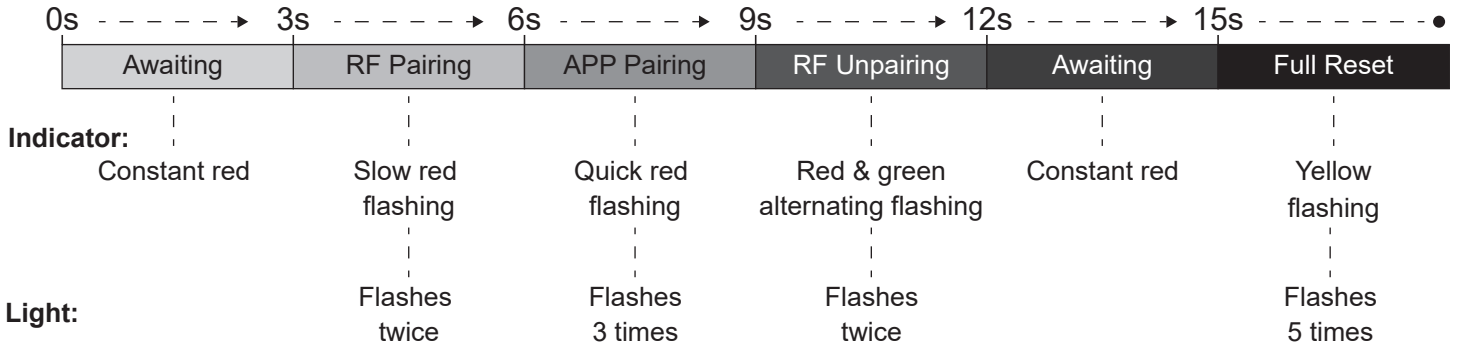 0s 3s 6s 9s 12s 15s
Awaiting RF Pairing APP Pairing RF Unpairing Awaiting Full Reset
Indicator:
Constant red Slow red Quick red Red & green Constant red Yellow
flashing flashing alternating flashing flashing
Flashes Flashes Flashes Flashes
Light:
twice 3 times twice 5 times